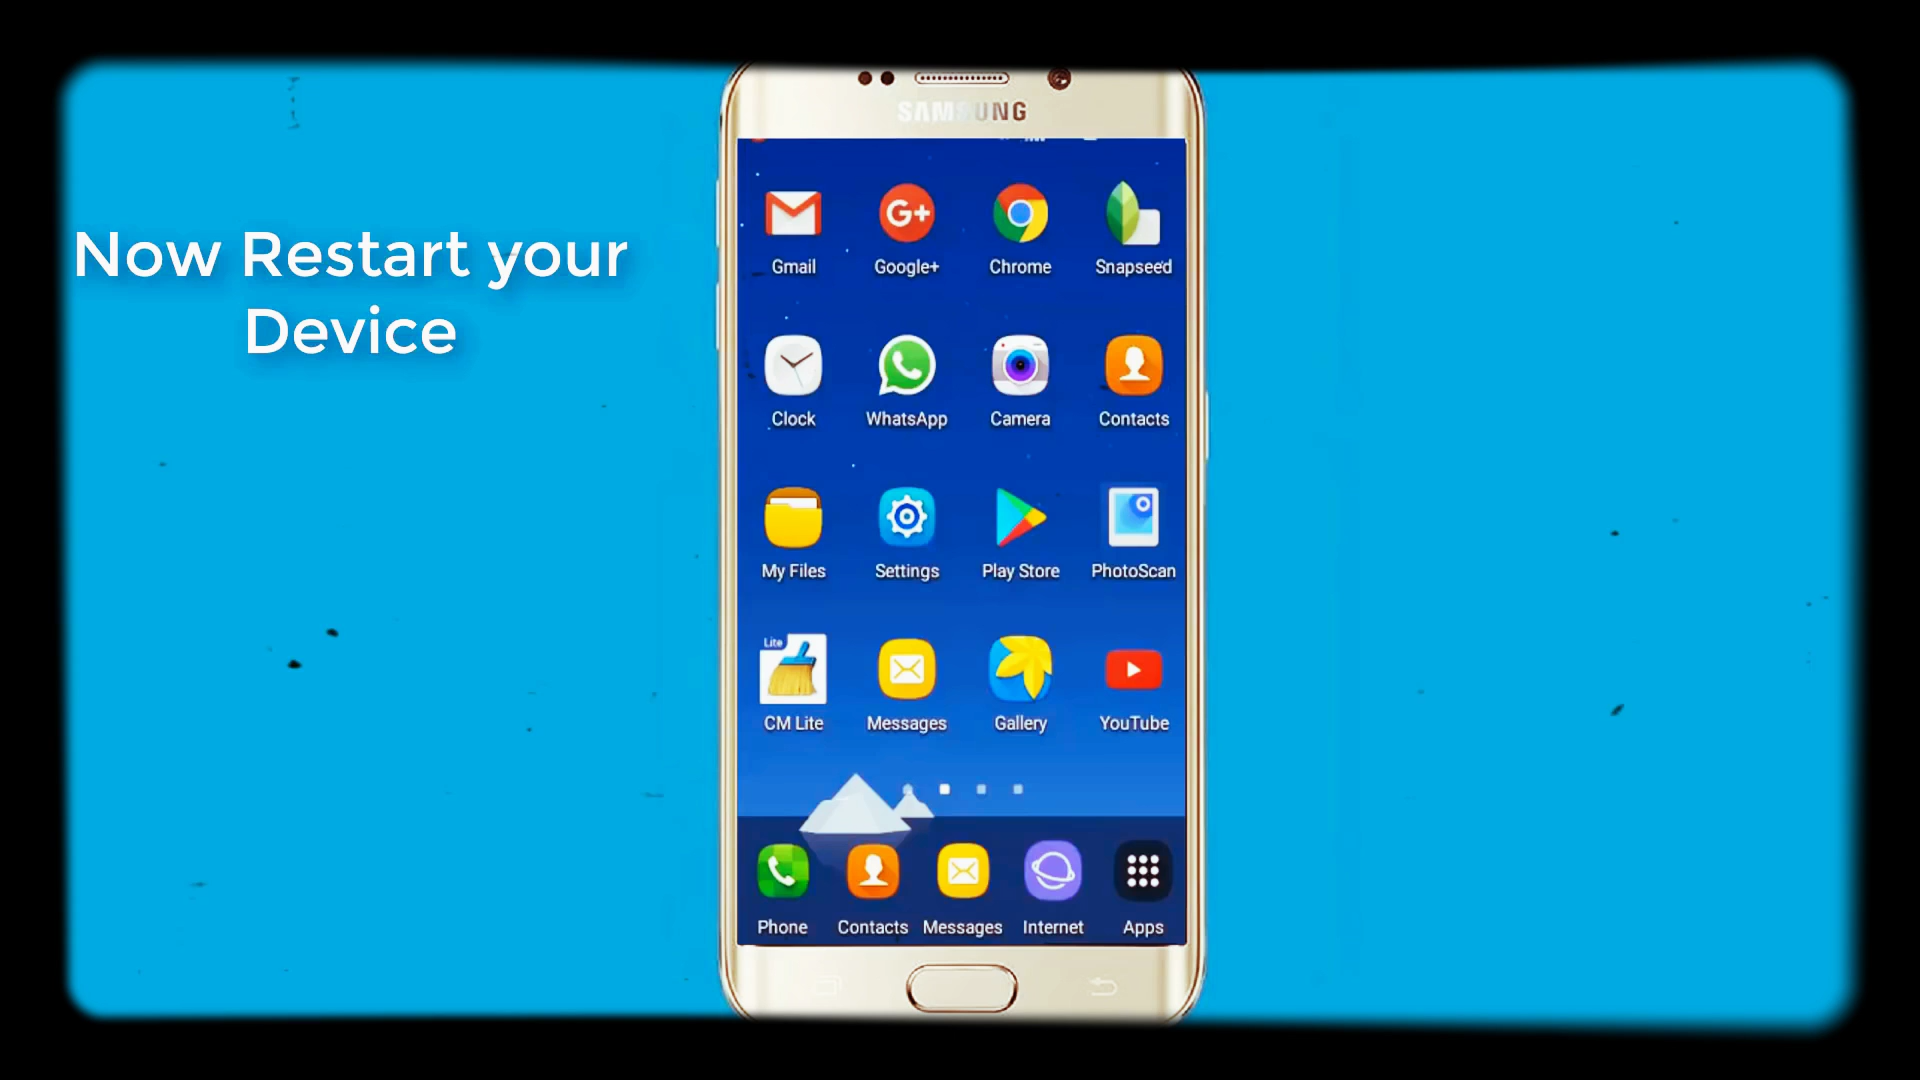 Now Restart your
Device
SAMSUNG
Gmail
Google+
Chrome
Snapseed
G+
Clock
WhatsApp
Camera
Contacts
My Files
Settings
Play Store
PhotoScan
Lite
CM Lite
Messages
Gallery
YouTube
Phone
Contacts
Messages
Internet
Apps